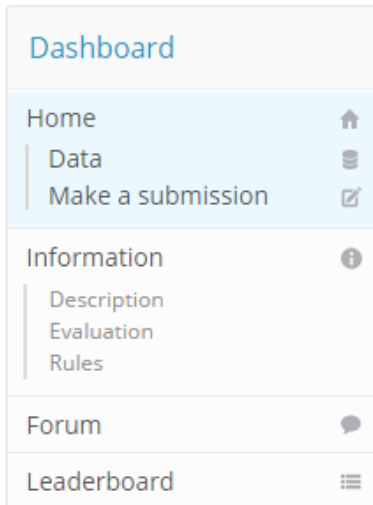 Dashboard
Home
Data
Make a submission
Information
Description
Evaluation
Rules
Forum
Leaderboard